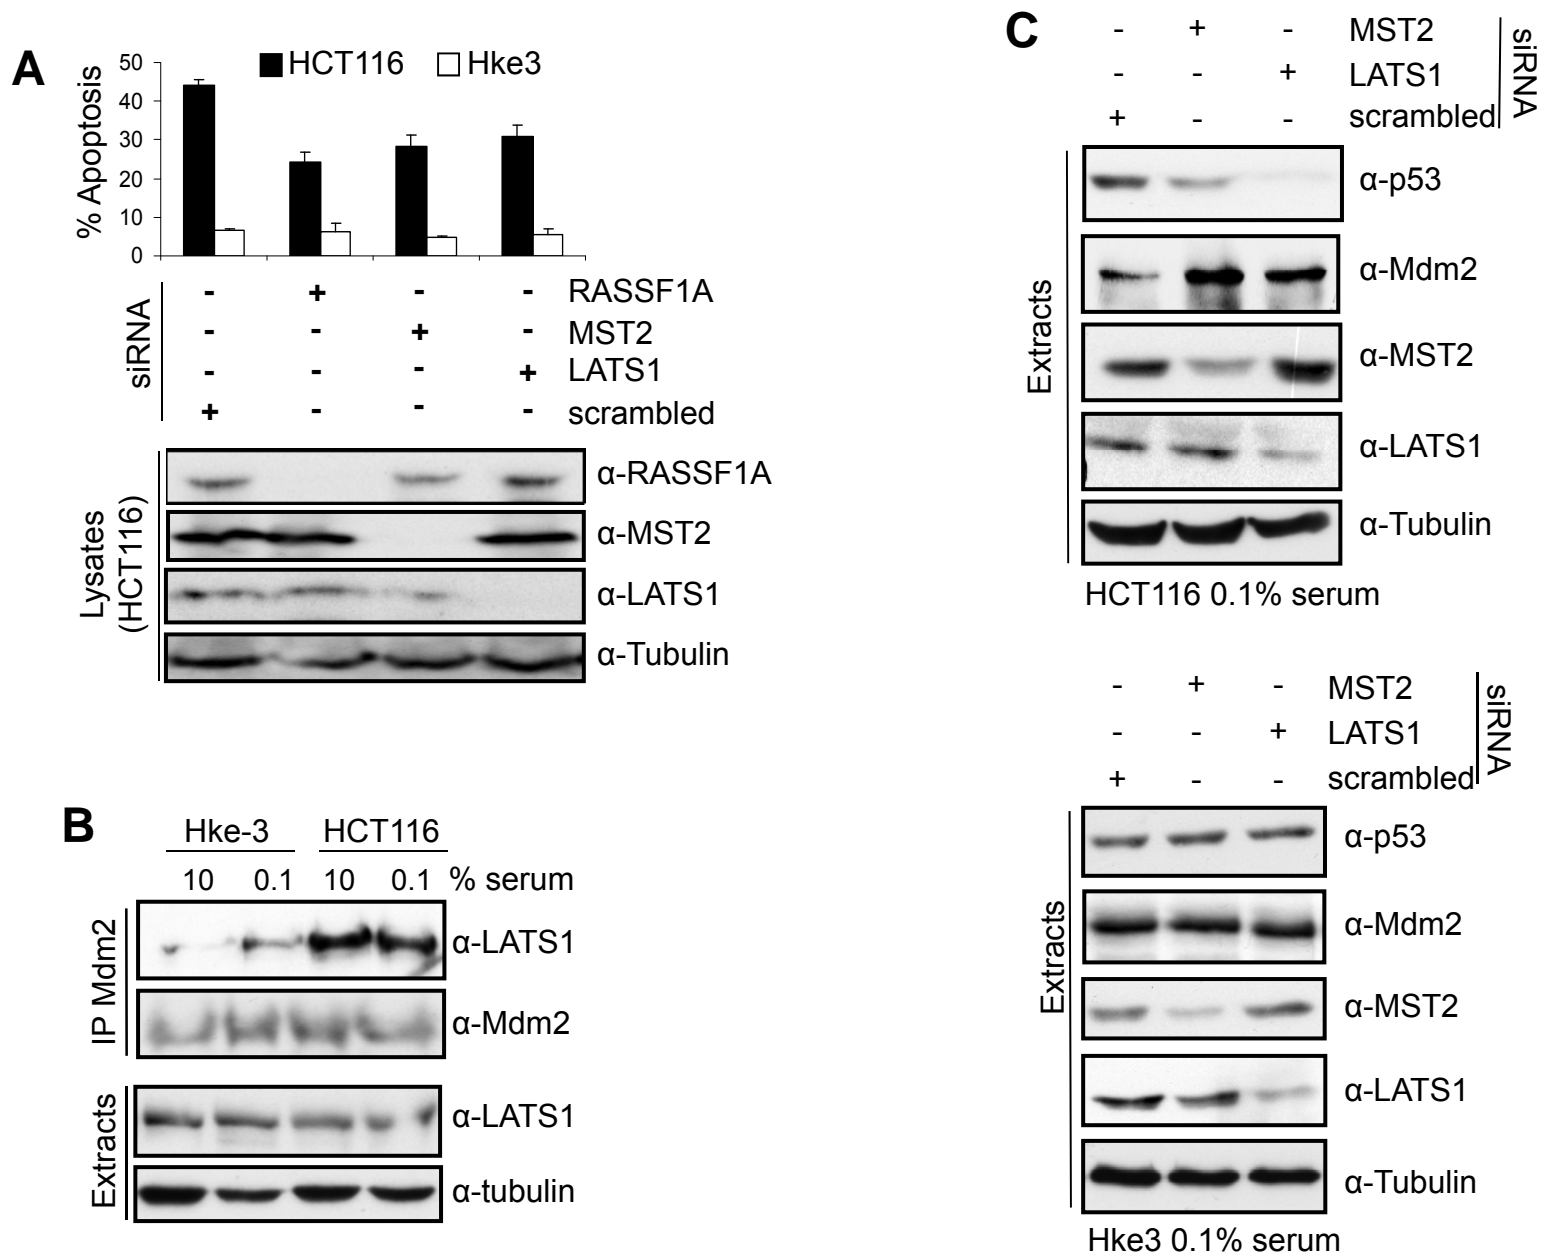 A
50
40
30
20
10
0
% Apoptosis
HCT116 Hke3
siRNA
- + - - RASSF1A
- - + - MST2
- - - + LATS1
+ - - - scrambled
Lysates
(HCT116)
α-RASSF1A
α-MST2
α-LATS1
α-Tubulin
B
Hke-3 HCT116
10 0.1 10 0.1 % serum
IP Mdm2
α-LATS1
α-Mdm2
Extracts
α-LATS1
α-tubulin
C
- + - MST2
- - + LATS1
+ - - scrambled
siRNA
Extracts
α-p53
α-Mdm2
α-MST2
α-LATS1
α-Tubulin
HCT116 0.1% serum
- + - MST2
- - + LATS1
+ - - scrambled
siRNA
Extracts
α-p53
α-Mdm2
α-MST2
α-LATS1
α-Tubulin
Hke3 0.1% serum